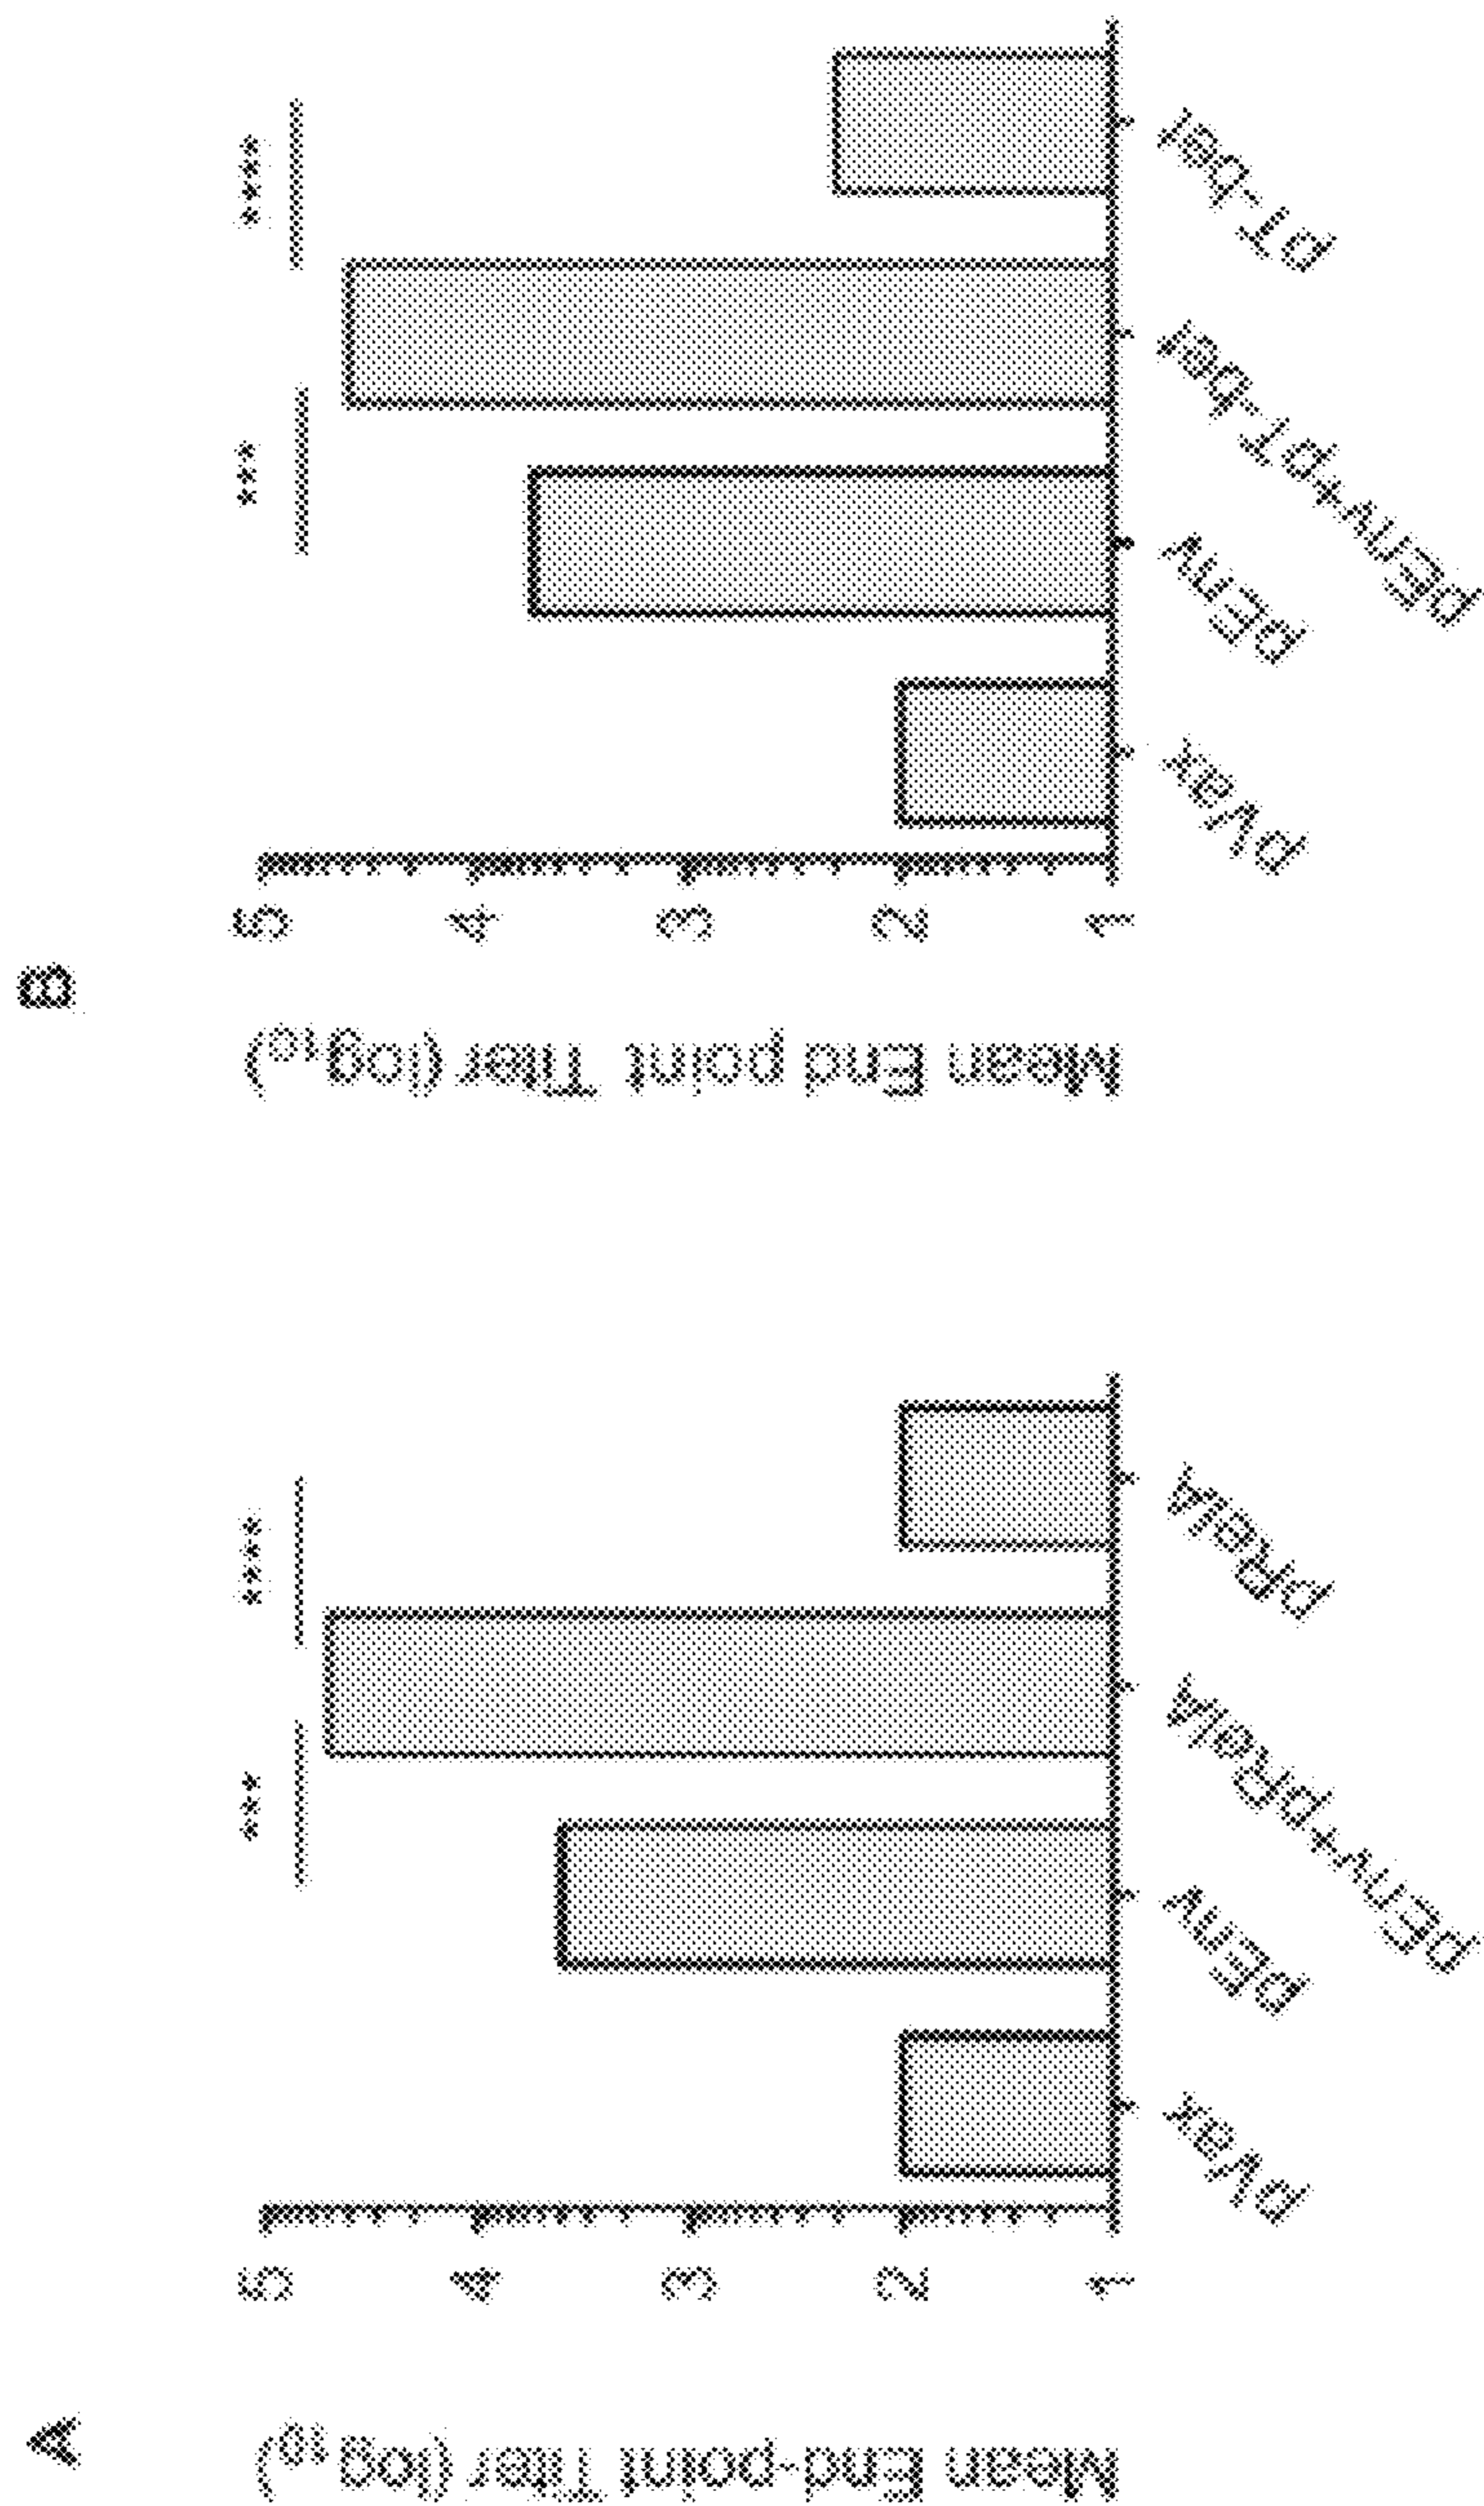 A
Mean End-point Titer (log₁₀)
5
4
3
2
1
*** ****
pVax pEnv pEnv+pRelA pRelA
B
Mean End point Titer (log₁₀)
5
4
3
2
1
*** ****
pVax pEnv pEnv+pT-bet pT-bet